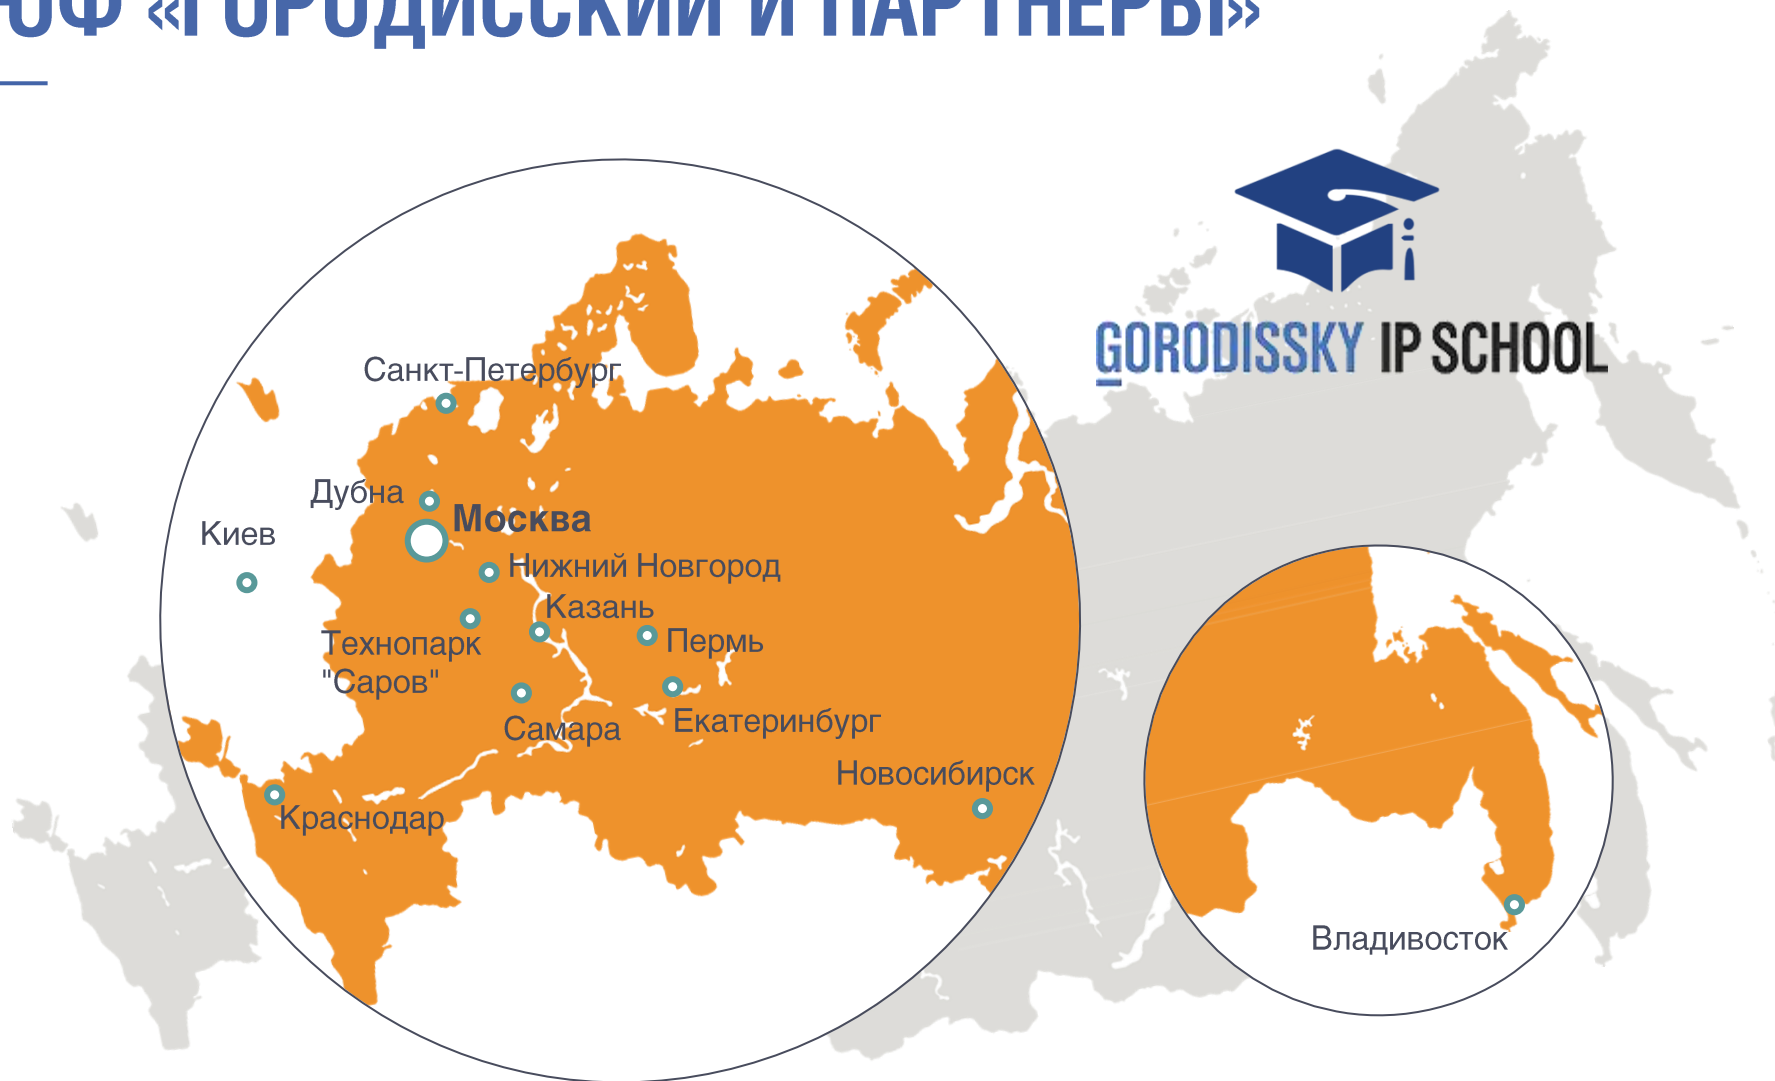 ЮФ «ГОРОДИССКИЙ И ПАРТНЕРЫ»
GORODISSKY IP SCHOOL
Санкт-Петербург
Дубна
Москва
Киев
Нижний Новгород
Казань
Технопарк
"Саров"
Пермь
Самара
Екатеринбург
Новосибирск
Краснодар
Владивосток